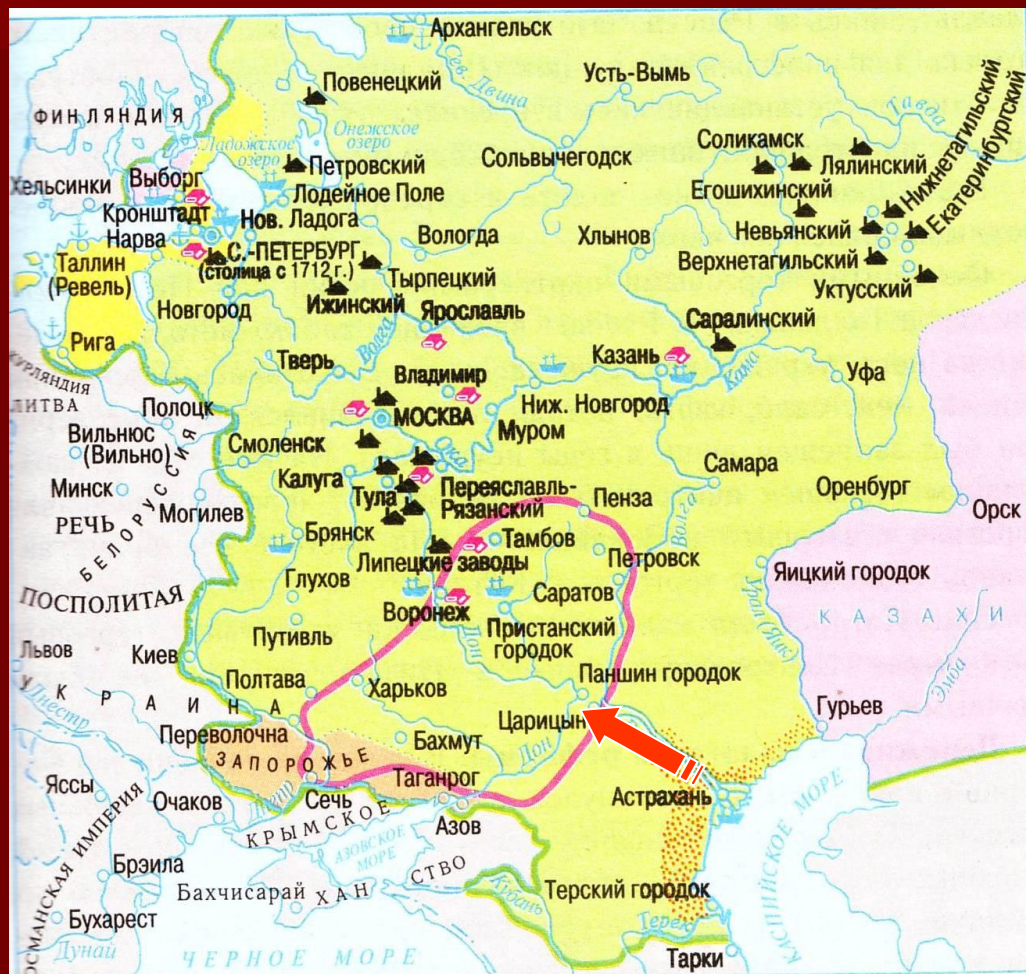 Архангельск
Повенецкий
Сев. Двина
Усть-Вымь
Тавда
ФИНЛЯНДИЯ
Онежское
озеро
Ладожское
озеро
Соликамск
Лялинский
Нижнетагильский
Екатеринбургский
Сольвычегодск
Петровский
Хельсинки
Выборг
Лодейное Поле
Егошихинский
Кронштадт
Нов. Ладога
Нарва
Вологда
Хлынов
Невьянский
С.-ПЕТЕРБУРГ
(столица с 1712 г.)
Таллин
(Ревель)
Тырпецкий
Верхнетагильский
Уктусский
Новгород
Ижинский
Ярославль
Саралинский
Рига
Волга
Тверь
Казань
Кама
КУРЛЯНДИЯ
Владимир
Уфа
ЛИТВА
Полоцк
МОСКВА
Ниж. Новгород
Вильнюс
(Вильно)
Смоленск
Муром
Ока
Калуга
Самара
Минск
Тула
Переяславль-
Рязанский
Пенза
Оренбург
РЕЧЬ
Могилев
Брянск
Волга
Орск
БЕЛОРУССИЯ
Тамбов
Липецкие заводы
Петровск
Глухов
Яицкий городок
ПОСПОЛИТАЯ
Саратов
Воронеж
КАЗАХИ
Путивль
Дон
Пристанский
городок
Урал (Яик)
Львов
Киев
Эмба
Полтава
Харьков
Паншин городок
УКРАИНА
Днестр
Гурьев
Царицын
Переволочна
Бахмут
Дон
ЗАПОРОЖЬЕ
Яссы
Таганрог
Астрахань
Днепр
Сечь
Очаков
КРЫМСКОЕ
Азов
АЗОВСКОЕ
МОРЕ
КАСПИЙСКОЕ МОРЕ
ОСМАНСКАЯ ИМПЕРИЯ
Брэила
ХАН
СТВО
Бахчисарай
Терский городок
Кубань
Бухарест
Терек
Дунай
ЧЕРНОЕ МОРЕ
Тарки